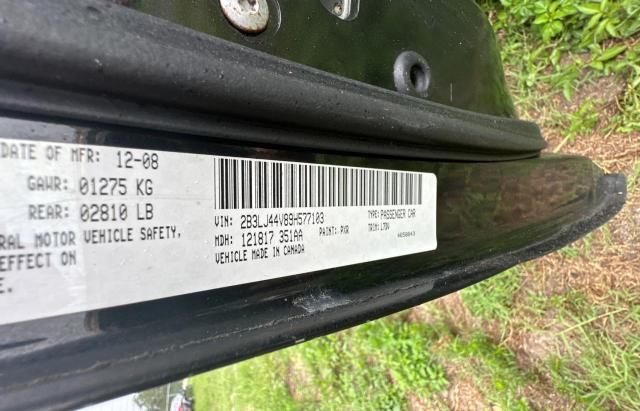 DATE OF MFR: 12-08
GAWR: 01275 KG
REAR: 02810 LB
RAL MOTOR VEHICLE SAFETY,
EFFECT ON
E.
VIN: 2B3LJ44V89H577103
TYPE: PASSENGER CAR
MDH: 121817 351AA
PAINT: PXR
TRIM: L7DV
VEHICLE MADE IN CANADA